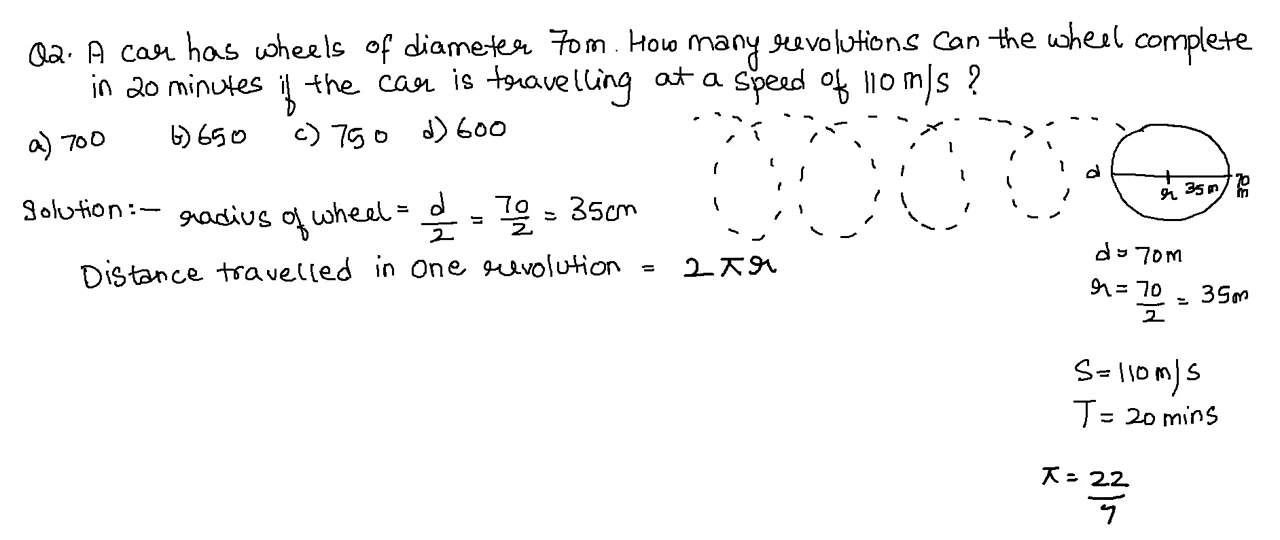 Q2. A car has wheels of diameter 70m. How many revolutions can the wheel complete
in 20 minutes if the car is travelling at a speed of 110 m/s ?
a) 700 b) 650 c) 750 d) 600
d r 35m 70m
Solution :- radius of wheel = d/2 = 70/2 = 35cm
Distance travelled in one revolution = 2πr
d = 70m
r = 70/2 = 35m
S = 110 m/s
T = 20 mins
π = 22/7